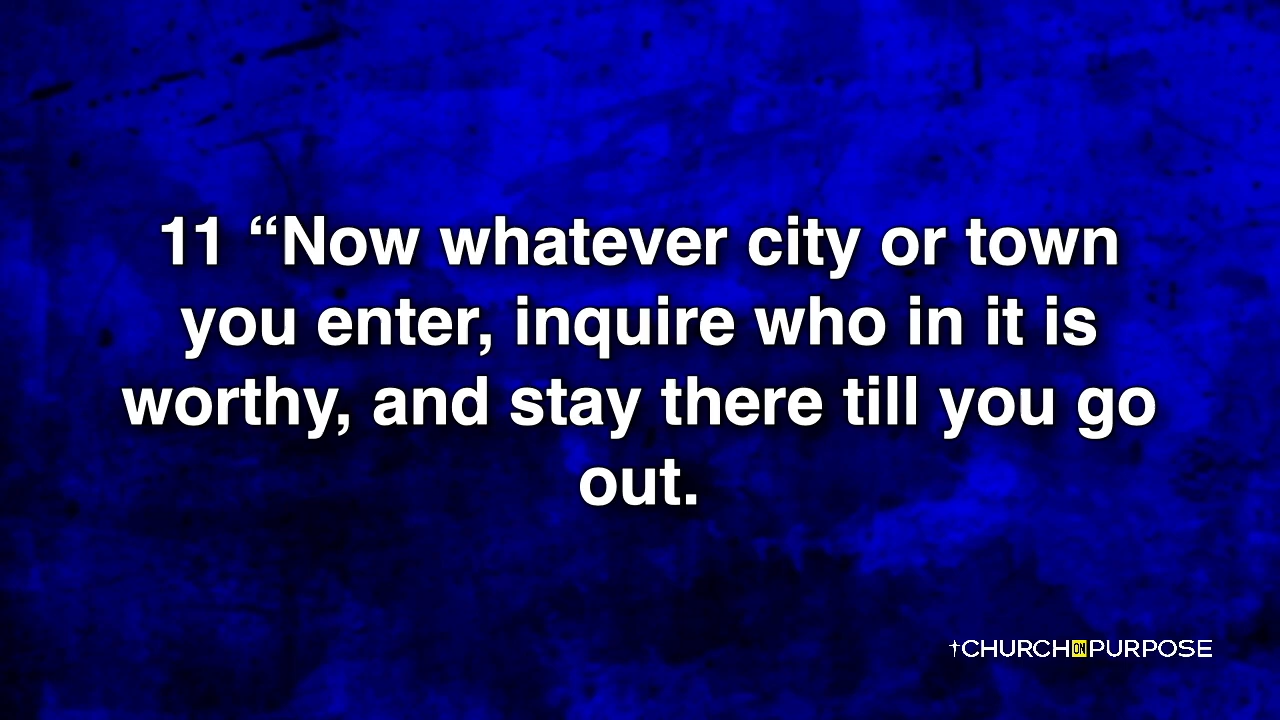 11 “Now whatever city or town
you enter, inquire who in it is
worthy, and stay there till you go
out.
CHURCH ON PURPOSE